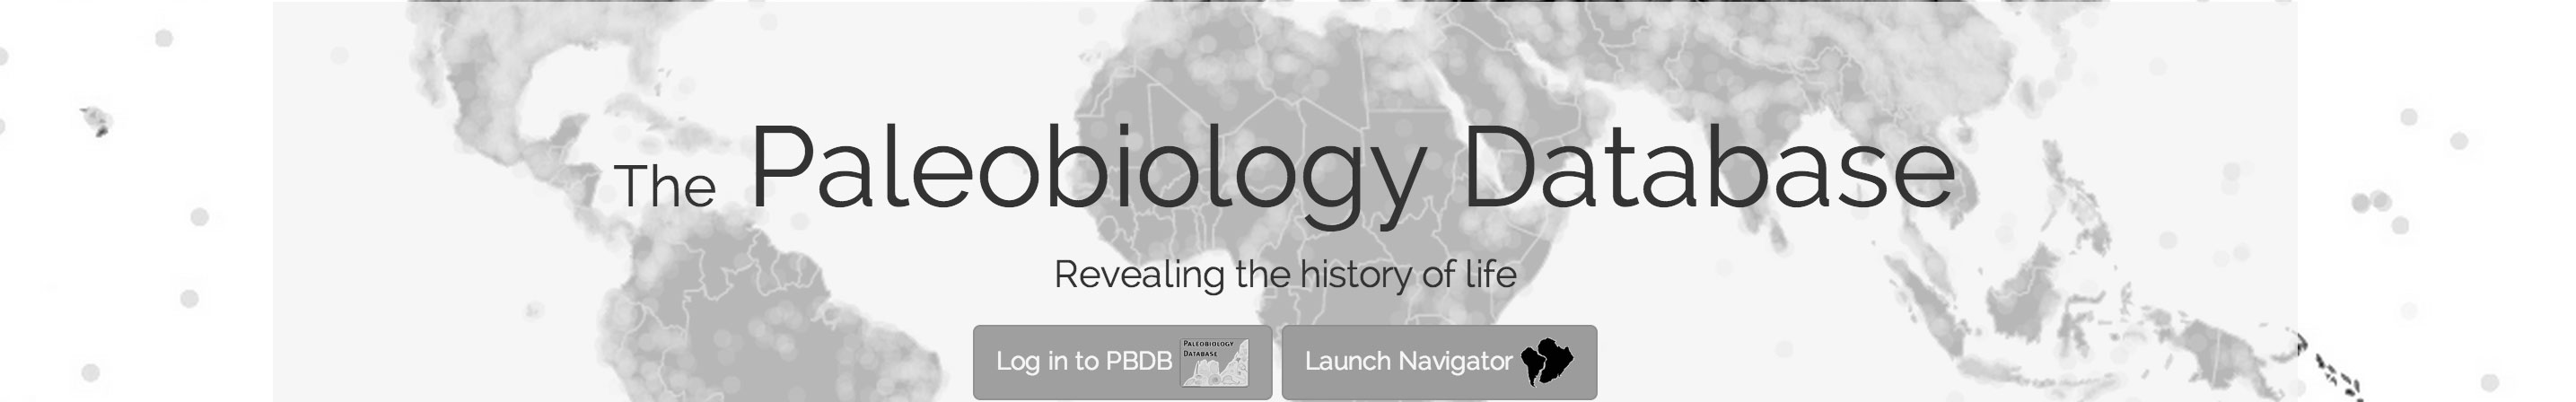 The Paleobiology Database
Revealing the history of life
Log in to PBDB
PALEOBIOLOGY
DATABASE
Launch Navigator